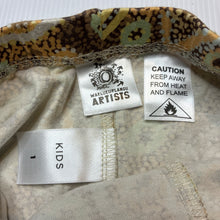 WARLUKURLANGU
ARTISTS
CAUTION
KEEP AWAY
FROM HEAT
AND FLAME
KIDS
1